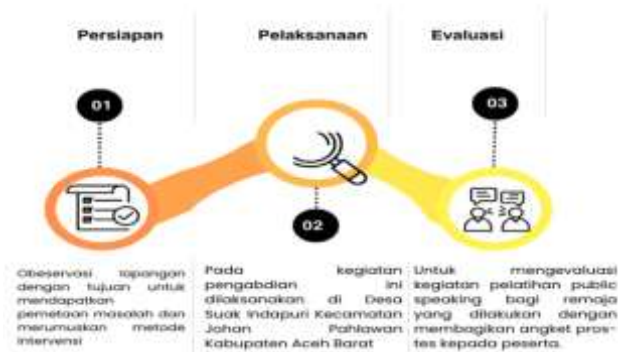 Persiapan
Pelaksanaan
Evaluasi
01
03
02
Obeservasi lapangan
dengan tujuan untuk
mendapatkan
pemetaan masalah dan
merumuskan metode
intervensi
Pada kegiatan
pengabdian ini
dilaksanakan di Desa
Suak Indapuri Kecamatan
Johan Pahlawan
Kabupaten Aceh Barat
Untuk mengevaluasi
kegiatan pelatihan public
speaking bagi remaja
yang dilakukan dengan
membagikan angket pros-
tes kepada peserta.